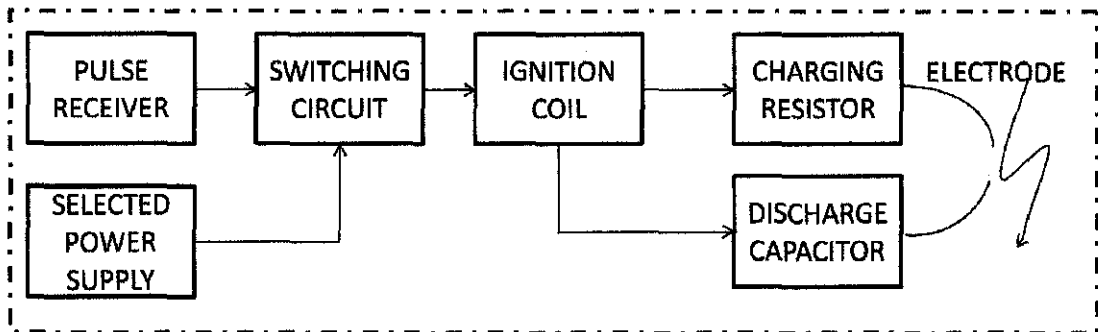 PULSE
RECEIVER
SWITCHING
CIRCUIT
IGNITION
COIL
CHARGING
RESISTOR
ELECTRODE
SELECTED
POWER
SUPPLY
DISCHARGE
CAPACITOR